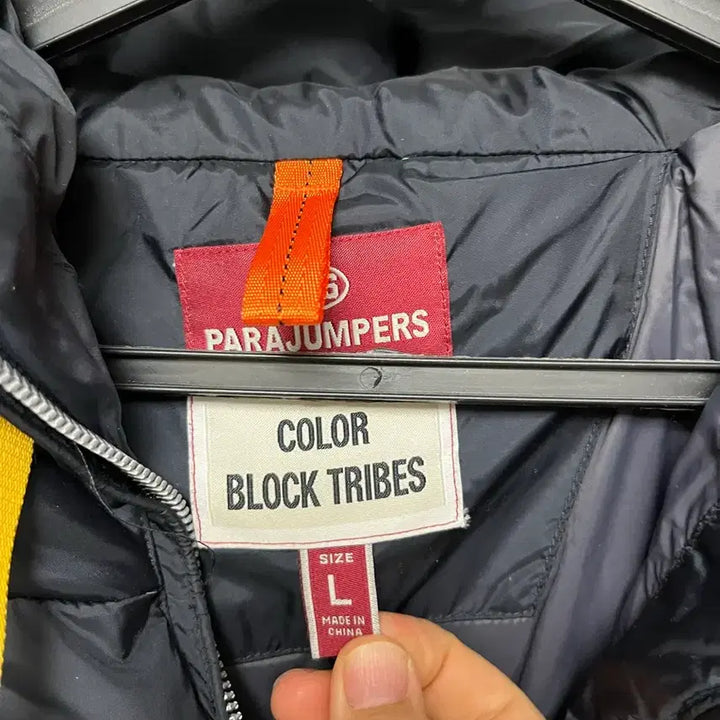 PARAJUMPERS
COLOR
BLOCK TRIBES
SIZE
L
MADE IN
CHINA